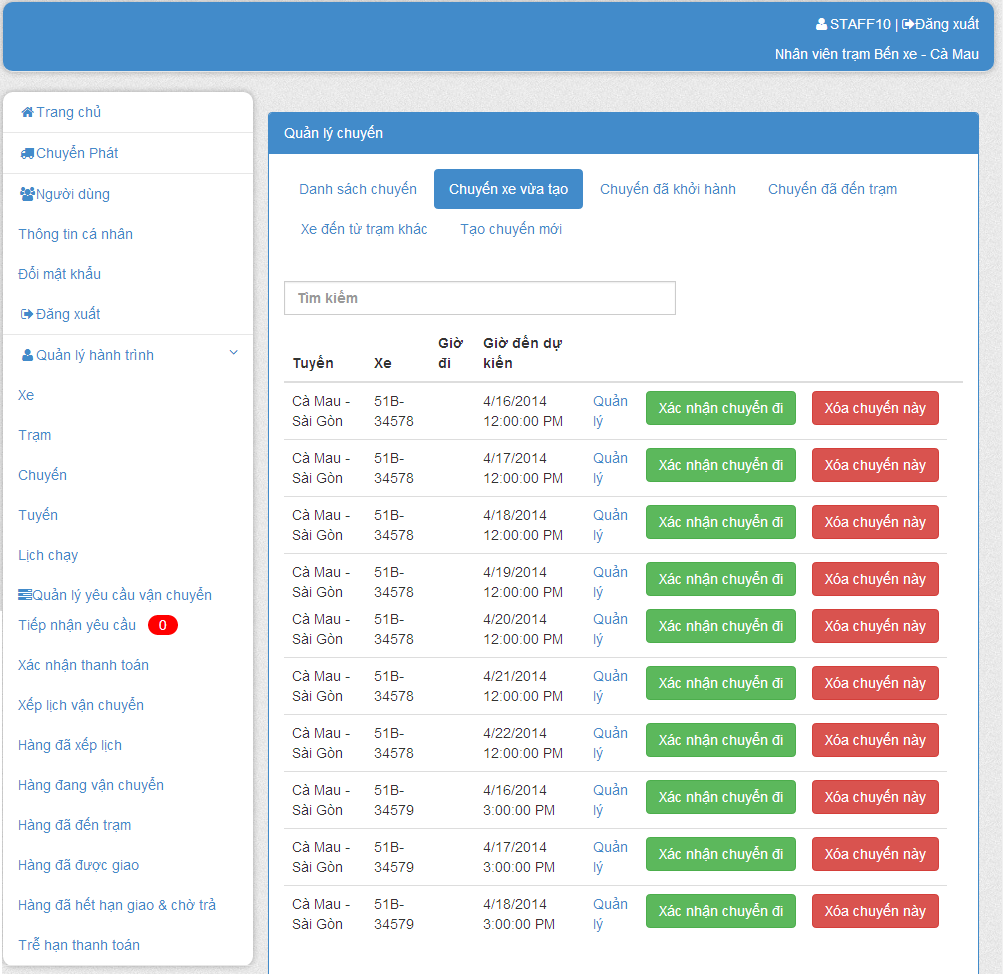 STAFF10 | Đăng xuất
Nhân viên trạm Bến xe - Cà Mau
Trang chủ
Chuyển Phát
Người dùng
Thông tin cá nhân
Đổi mật khẩu
Đăng xuất
Quản lý hành trình
Xe
Trạm
Chuyến
Tuyến
Lịch chạy
Quản lý yêu cầu vận chuyển
Tiếp nhận yêu cầu 0
Xác nhận thanh toán
Xếp lịch vận chuyển
Hàng đã xếp lịch
Hàng đang vận chuyển
Hàng đã đến trạm
Hàng đã được giao
Hàng đã hết hạn giao & chờ trả
Trễ hạn thanh toán
Quản lý chuyến
Danh sách chuyến Chuyến xe vừa tạo Chuyến đã khởi hành Chuyến đã đến trạm
Xe đến từ trạm khác Tạo chuyến mới
Tìm kiếm
Giờ Giờ đến dự
Tuyến Xe đi kiến
Cà Mau - 51B- 4/16/2014 Quản Xác nhận chuyển đi Xóa chuyến này
Sài Gòn 34578 12:00:00 PM lý
Cà Mau - 51B- 4/17/2014 Quản Xác nhận chuyển đi Xóa chuyến này
Sài Gòn 34578 12:00:00 PM lý
Cà Mau - 51B- 4/18/2014 Quản Xác nhận chuyển đi Xóa chuyến này
Sài Gòn 34578 12:00:00 PM lý
Cà Mau - 51B- 4/19/2014 Quản Xác nhận chuyển đi Xóa chuyến này
Sài Gòn 34578 12:00:00 PM lý
Cà Mau - 51B- 4/20/2014 Quản Xác nhận chuyển đi Xóa chuyến này
Sài Gòn 34578 12:00:00 PM lý
Cà Mau - 51B- 4/21/2014 Quản Xác nhận chuyển đi Xóa chuyến này
Sài Gòn 34578 12:00:00 PM lý
Cà Mau - 51B- 4/22/2014 Quản Xác nhận chuyển đi Xóa chuyến này
Sài Gòn 34578 12:00:00 PM lý
Cà Mau - 51B- 4/16/2014 Quản Xác nhận chuyển đi Xóa chuyến này
Sài Gòn 34579 3:00:00 PM lý
Cà Mau - 51B- 4/17/2014 Quản Xác nhận chuyển đi Xóa chuyến này
Sài Gòn 34579 3:00:00 PM lý
Cà Mau - 51B- 4/18/2014 Quản Xác nhận chuyển đi Xóa chuyến này
Sài Gòn 34579 3:00:00 PM lý